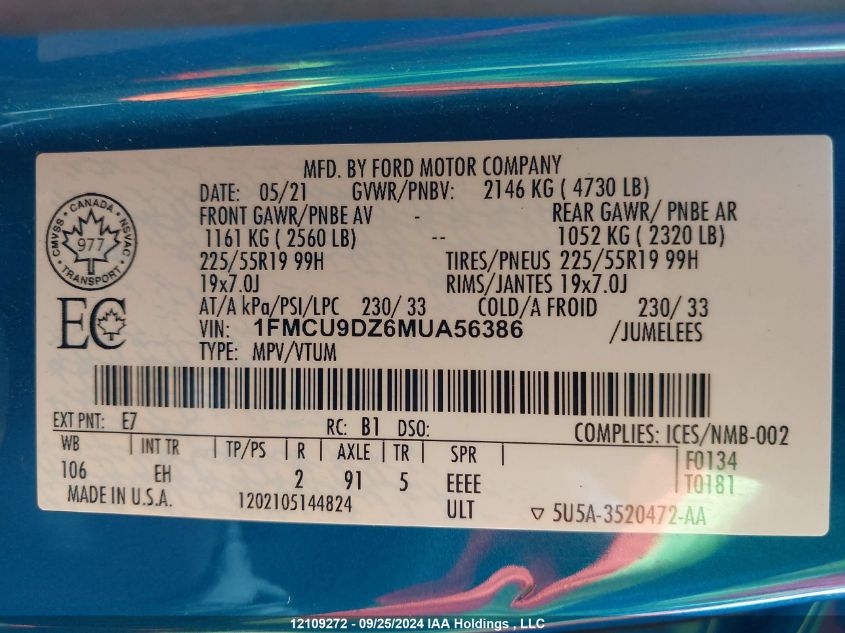 MFD. BY FORD MOTOR COMPANY
DATE: 05/21 GVWR/PNBV: 2146 KG ( 4730 LB)
FRONT GAWR/PNBE AV - REAR GAWR/ PNBE AR
1161 KG ( 2560 LB) -- 1052 KG ( 2320 LB)
225/55R19 99H TIRES/PNEUS 225/55R19 99H
19x7.0J RIMS/JANTES 19x7.0J
AT/A kPa/PSI/LPC 230/ 33 COLD/A FROID 230/ 33
VIN: 1FMCU9DZ6MUA56386 /JUMELEES
TYPE: MPV/VTUM
CMVSS · CANADA · NSVAC
977
TRANSPORT
EC
EXT PNT: E7 RC: B1 DSO: COMPLIES: ICES/NMB-002
WB INT TR TP/PS R AXLE TR SPR F0134
106 EH 2 91 5 EEEE T0181
MADE IN U.S.A. 1202105144824 ULT ▽ 5U5A-3520472-AA
12109272 - 09/25/2024 IAA Holdings , LLC